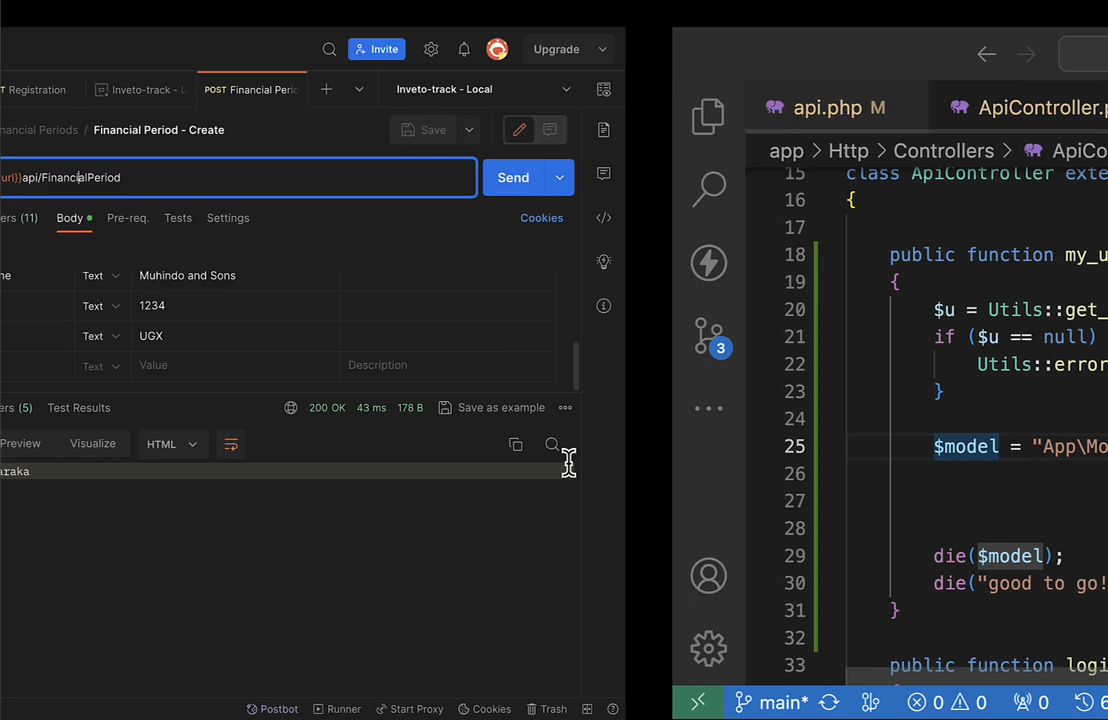 Invite
Upgrade
T Registration
Inveto-track - L
POST Financial Peric
Inveto-track - Local
nancial Periods / Financial Period - Create
Save
url}}api/FinancialPeriod
Send
ers (11)
Body
Pre-req.
Tests
Settings
Cookies
ne
Text
Muhindo and Sons
Text
1234
Text
UGX
Text
Value
Description
ers (5)
Test Results
200 OK
43 ms
178 B
Save as example
Preview
Visualize
HTML
araka
Postbot
Runner
Start Proxy
Cookies
Trash
api.php M
ApiController.p
app > Http > Controllers > ApiCo
15 class ApiController exte
16 {
17
18 public function my_u
19 {
20 $u = Utils::get_
21 if ($u == null)
22 Utils::error
23 }
24
25 $model = "App\Mo
26
27
28
29 die($model);
30 die("good to go!
31 }
32
33 public function logi
3
main*
0
0
0
6